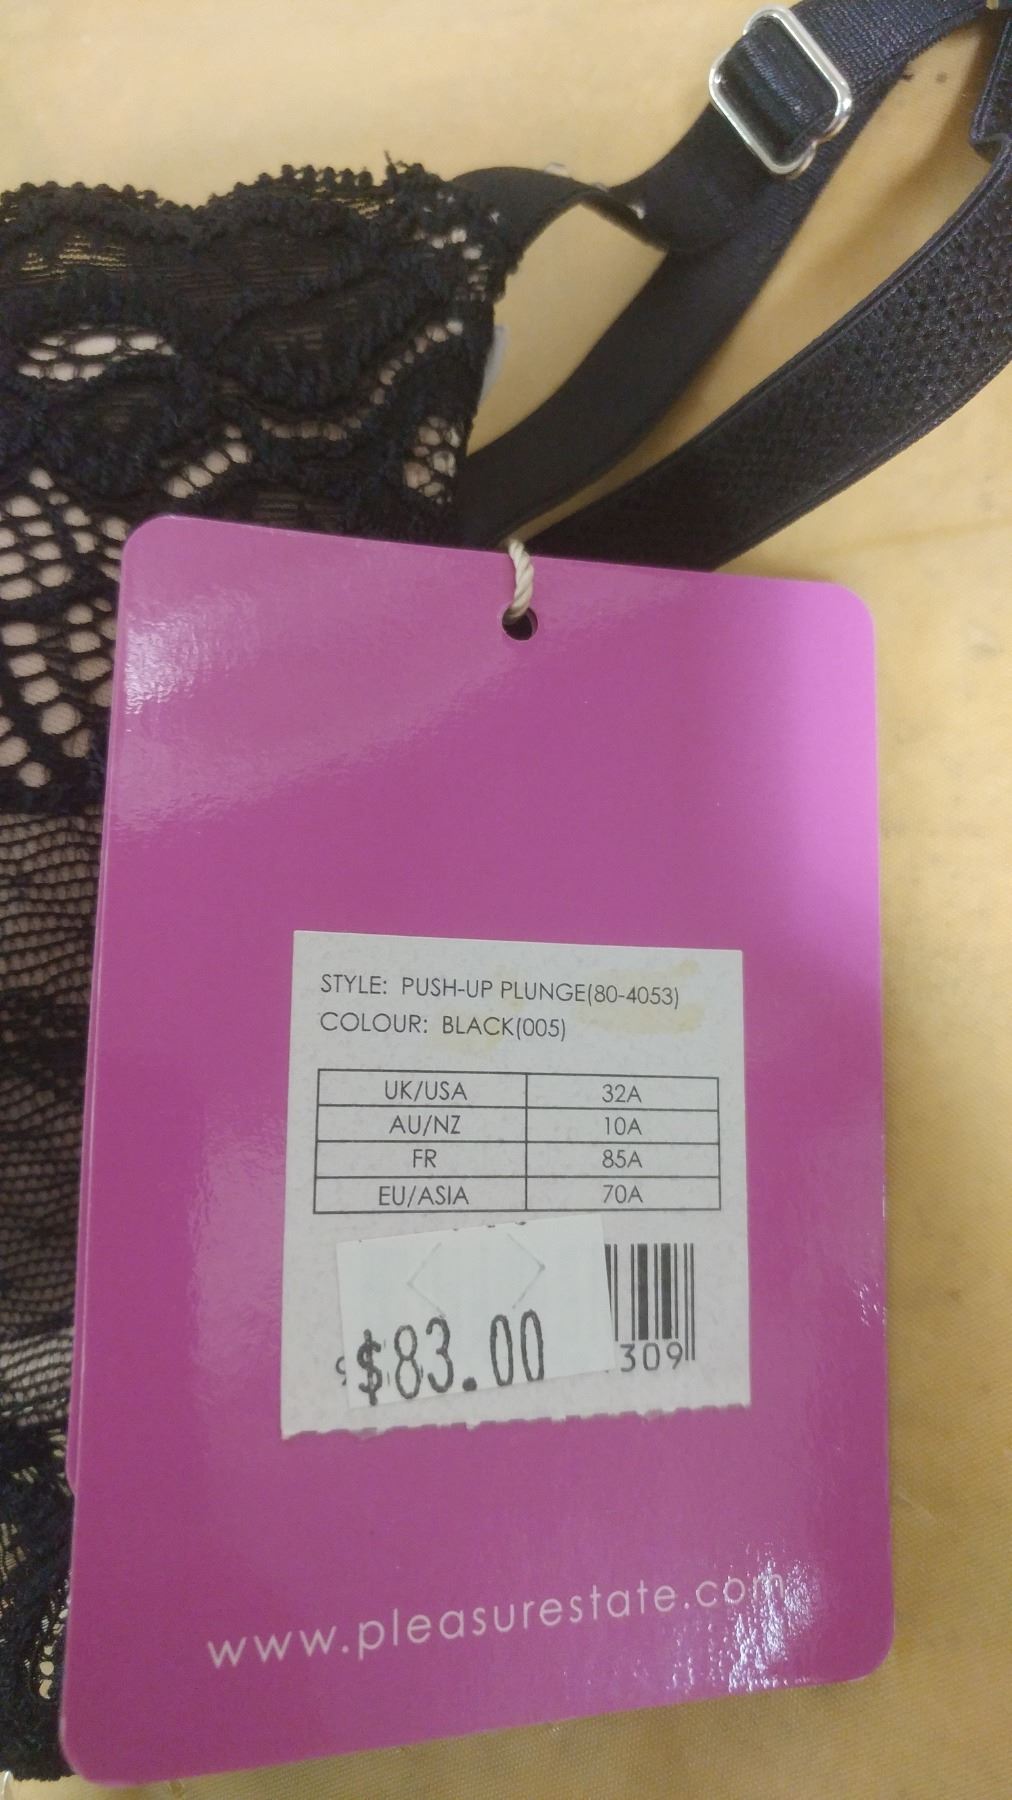 STYLE: PUSH-UP PLUNGE(80-4053)
COLOUR: BLACK(005)
UK/USA 32A
AU/NZ 10A
FR 85A
EU/ASIA 70A
$83.00
309
www.pleasurestate.com